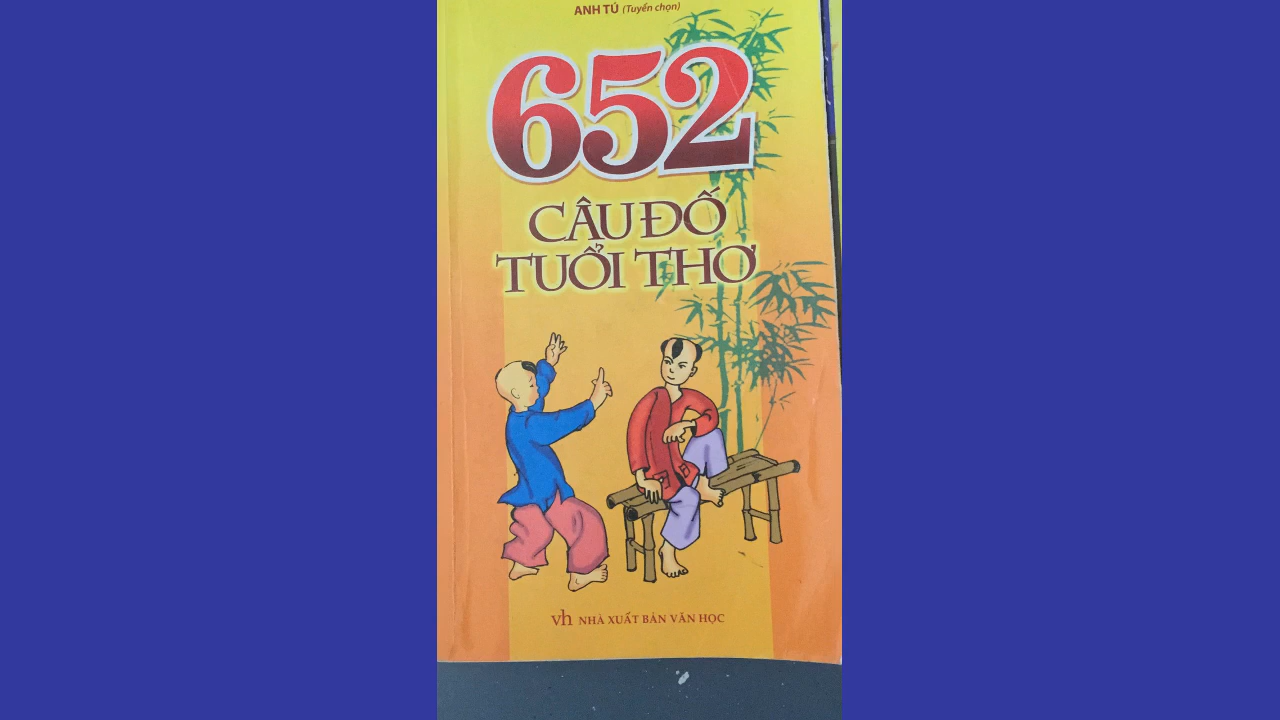 ANH TÚ (Tuyển chọn)
652
CÂU ĐỐ
TUỔI THƠ
vh NHÀ XUẤT BẢN VĂN HỌC